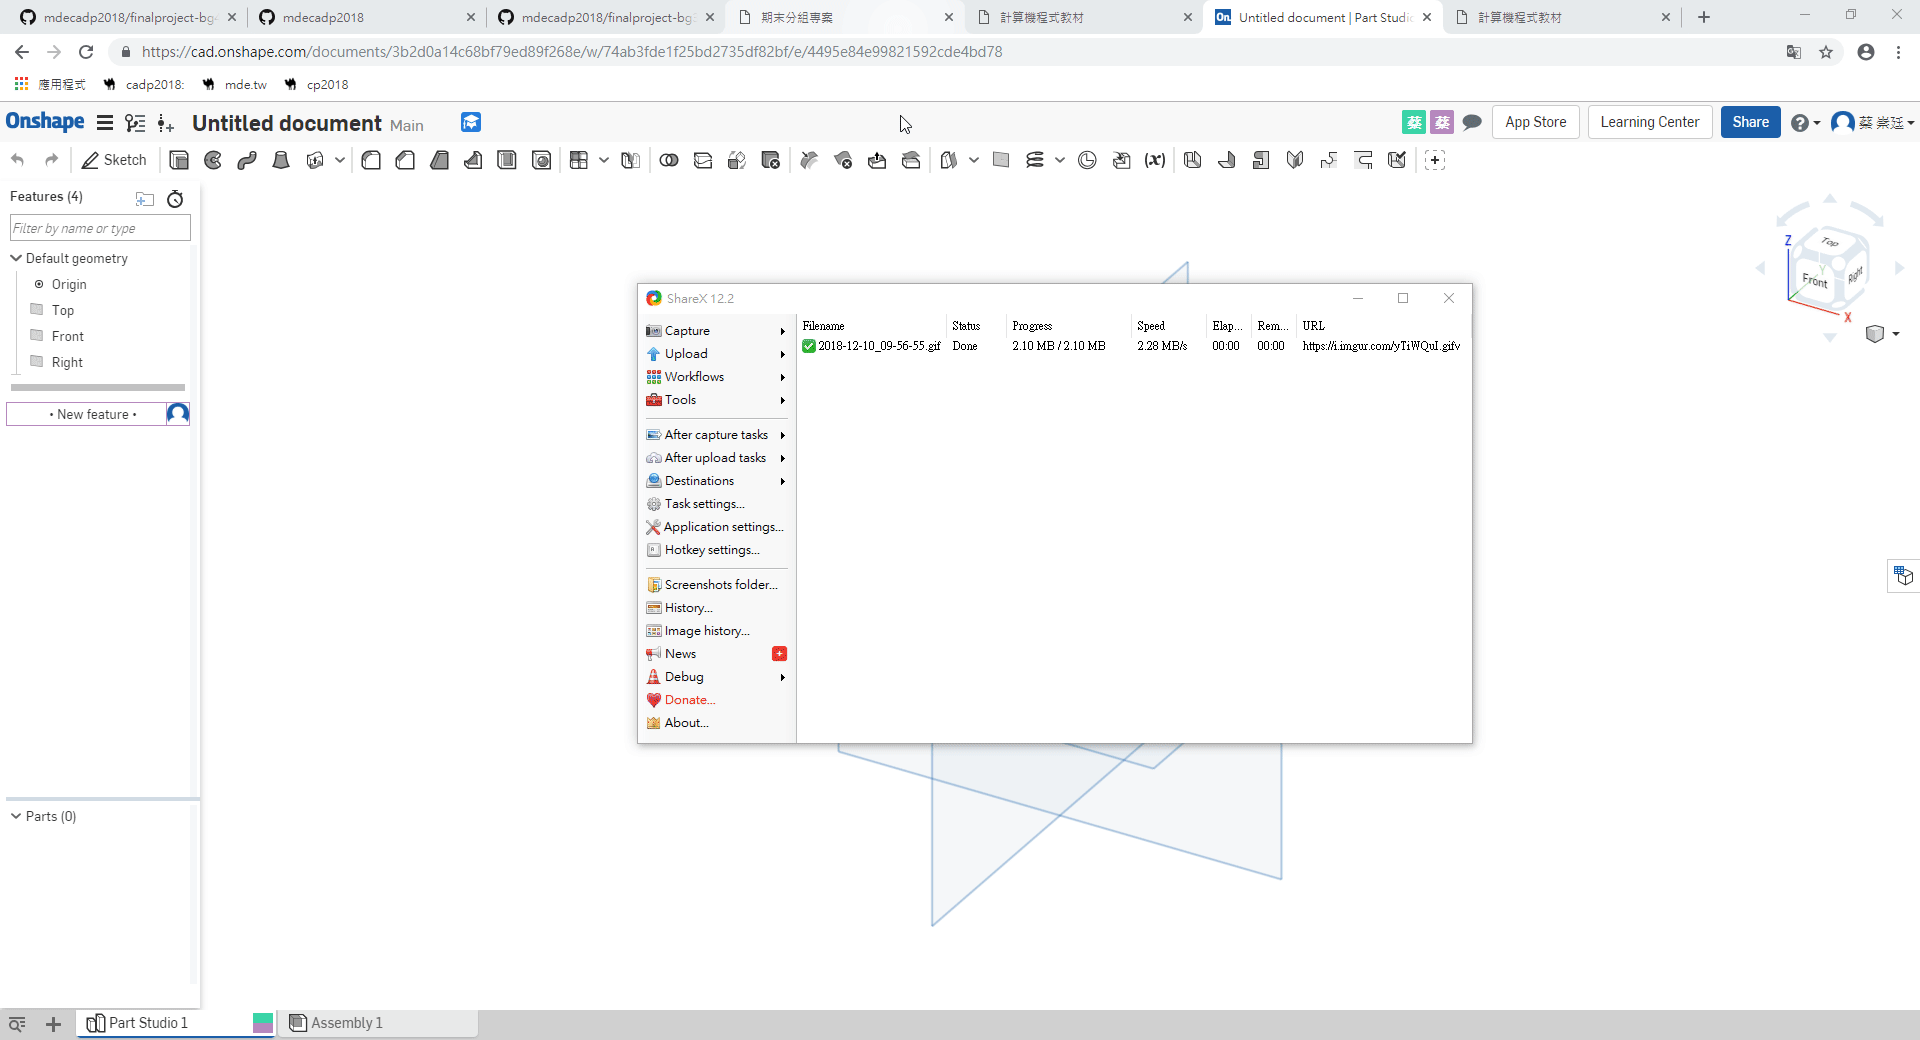 mdecadp2018/finalproject-bg
mdecadp2018
mdecadp2018/finalproject-bg
期末分組專案
計算機程式教材
Untitled document | Part Studio
計算機程式教材
https://cad.onshape.com/documents/3b2d0a14c68bf79ed89f268e/w/74ab3fde1f25bd2735df82bf/e/4495e84e99821592cde4bd78
應用程式
cadp2018:
mde.tw
cp2018
Onshape
Untitled document Main
蔡
蔡
App Store
Learning Center
Share
蔡 崇廷
Sketch
(x)
Features (4)
Filter by name or type
Default geometry
Origin
Top
Front
Right
• New feature •
Parts (0)
Z
Top
Y
Front
Right
X
ShareX 12.2
Capture
Upload
Workflows
Tools
After capture tasks
After upload tasks
Destinations
Task settings...
Application settings...
Hotkey settings...
Screenshots folder...
History...
Image history...
News
Debug
Donate...
About...
Filename Status Progress Speed Elap... Rem... URL
2018-12-10_09-56-55.gif Done 2.10 MB / 2.10 MB 2.28 MB/s 00:00 00:00 https://i.imgur.com/yTiWQuI.gifv
Part Studio 1
Assembly 1